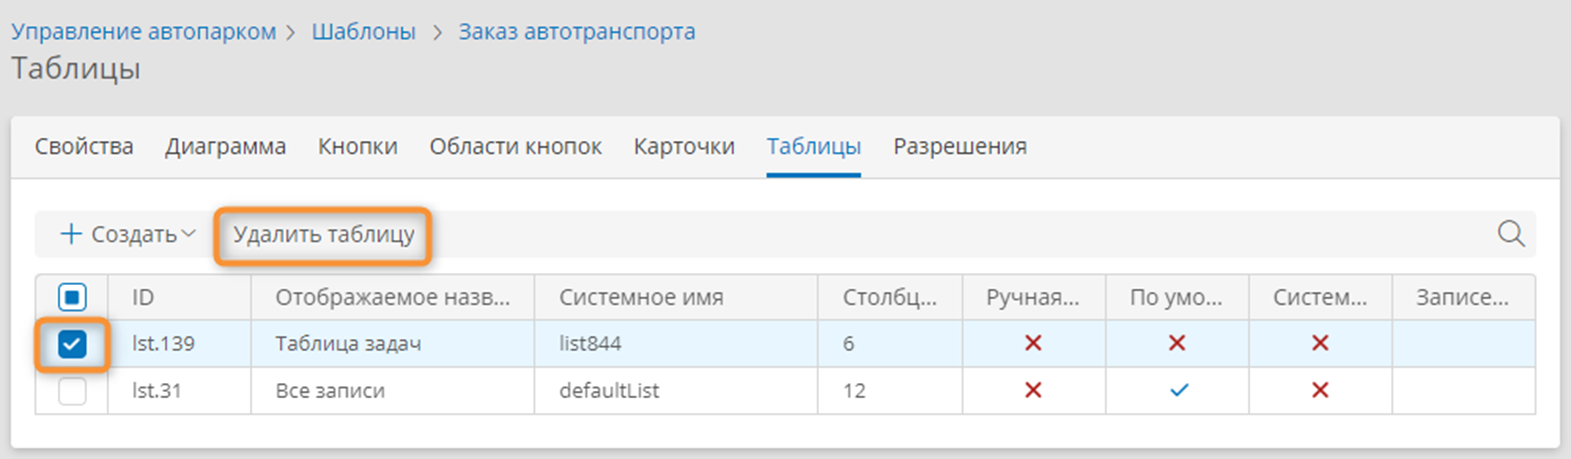 Управление автопарком > Шаблоны > Заказ автотранспорта
Таблицы
Свойства Диаграмма Кнопки Области кнопок Карточки Таблицы Разрешения
+ Создать Удалить таблицу
ID Отображаемое назв... Системное имя Столбц... Ручная... По умо... Систем... Записе...
lst.139 Таблица задач list844 6
lst.31 Все записи defaultList 12